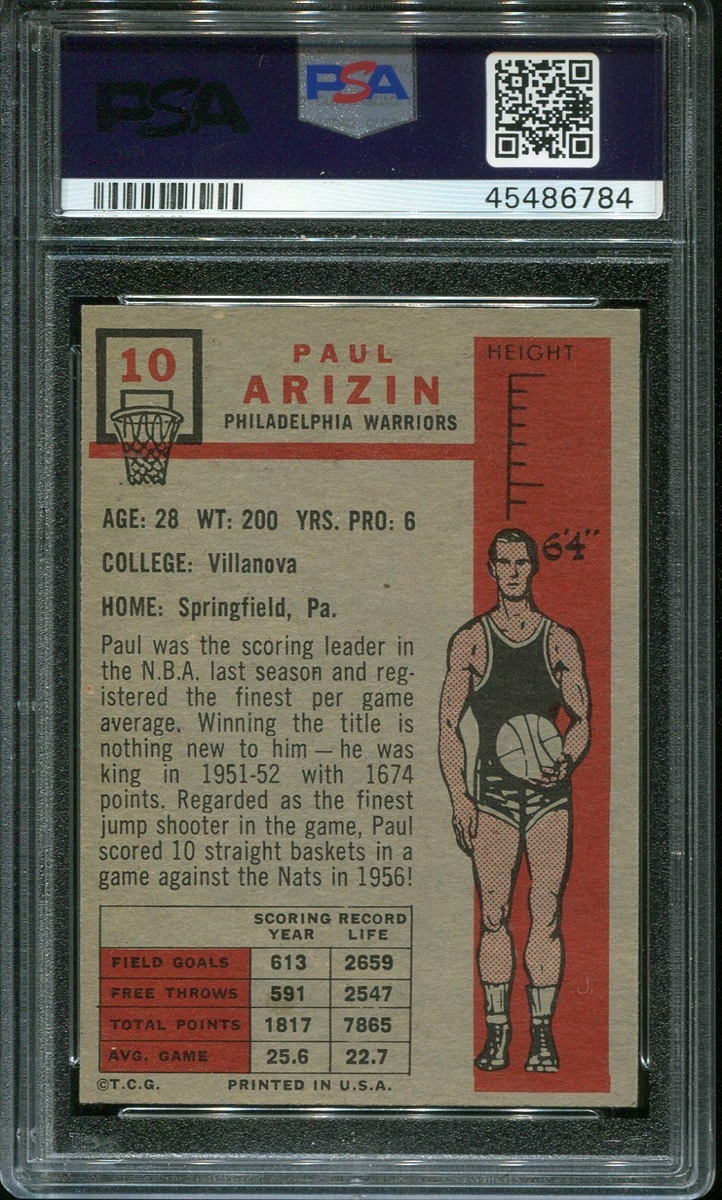 PSA
PSA
45486784
10
PAUL
ARIZIN
PHILADELPHIA WARRIORS
HEIGHT
6'4"
AGE: 28 WT: 200 YRS. PRO: 6
COLLEGE: Villanova
HOME: Springfield, Pa.
Paul was the scoring leader in
the N.B.A. last season and reg-
istered the finest per game
average. Winning the title is
nothing new to him — he was
king in 1951-52 with 1674
points. Regarded as the finest
jump shooter in the game, Paul
scored 10 straight baskets in a
game against the Nats in 1956!
SCORING RECORD
YEAR LIFE
FIELD GOALS 613 2659
FREE THROWS 591 2547
TOTAL POINTS 1817 7865
AVG. GAME 25.6 22.7
©T.C.G. PRINTED IN U.S.A.